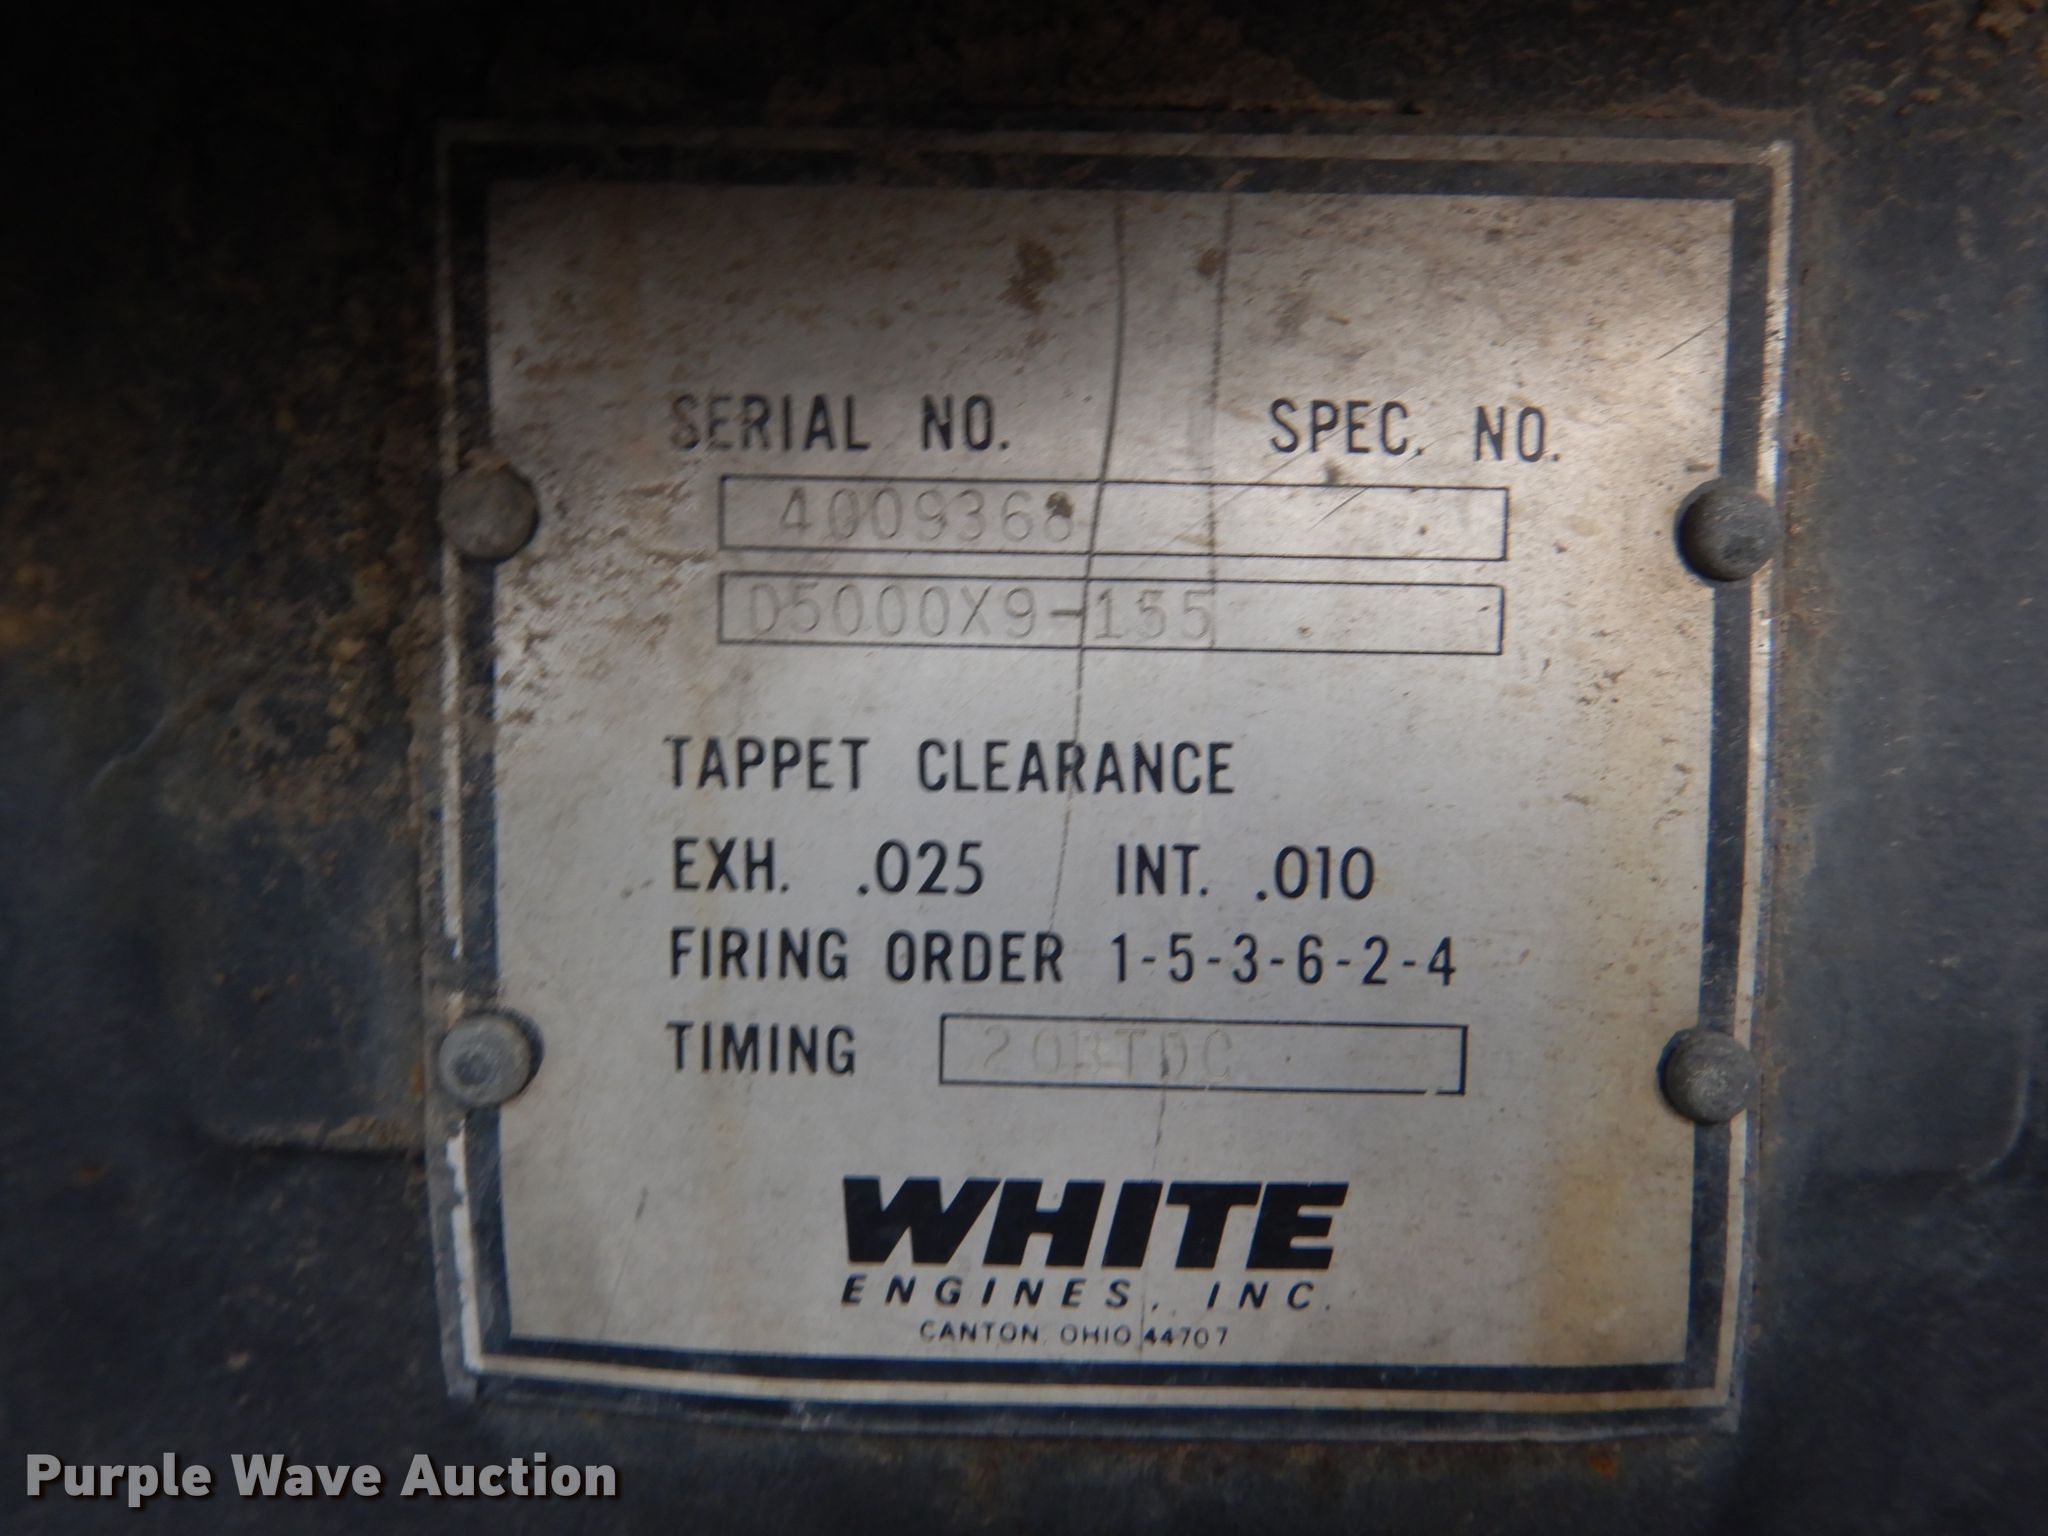 SERIAL NO. SPEC. NO.
4009368
D5000X9-155
TAPPET CLEARANCE
EXH. .025 INT. .010
FIRING ORDER 1-5-3-6-2-4
TIMING 20BTDC
WHITE
ENGINES, INC.
CANTON, OHIO 44707
Purple Wave Auction